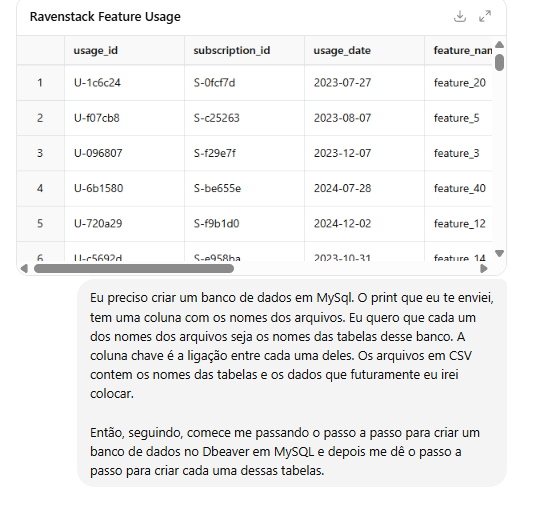 Ravenstack Feature Usage
usage_id subscription_id usage_date feature_nan
1 U-1c6c24 S-0fcf7d 2023-07-27 feature_20
2 U-f07cb8 S-c25263 2023-08-07 feature_5
3 U-096807 S-f29e7f 2023-12-07 feature_3
4 U-6b1580 S-be655e 2024-07-28 feature_40
5 U-720a29 S-f9b1d0 2024-12-02 feature_12
6 U-c5692d S-e958ba 2023-10-31 feature_14
Eu preciso criar um banco de dados em MySql. O print que eu te enviei,
tem uma coluna com os nomes dos arquivos. Eu quero que cada um
dos nomes dos arquivos seja os nomes das tabelas desse banco. A
coluna chave é a ligação entre cada uma deles. Os arquivos em CSV
contem os nomes das tabelas e os dados que futuramente eu irei
colocar.
Então, seguindo, comece me passando o passo a passo para criar um
banco de dados no Dbeaver em MySQL e depois me dê o passo a
passo para criar cada uma dessas tabelas.